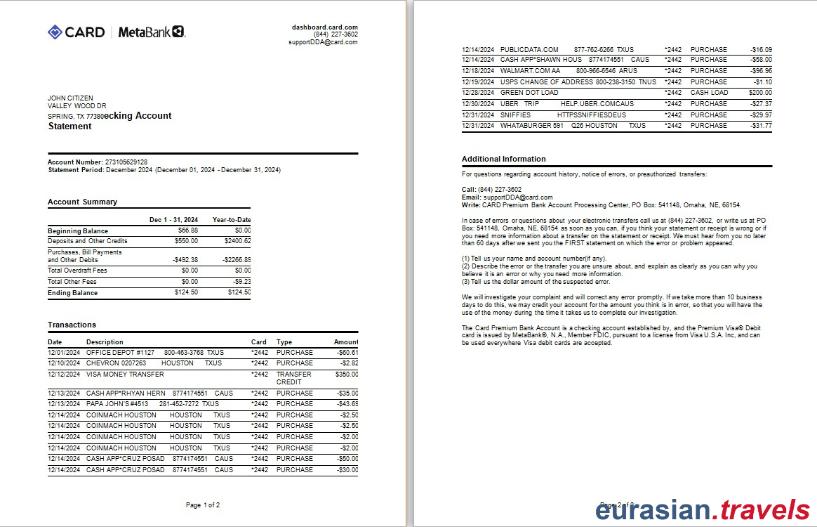 CARD | MetaBank
dashboard.card.com
(844) 227-3602
supportDDA@card.com
JOHN CITIZEN
VALLEY WOOD DR
SPRING, TX 77380ecking Account
Statement
Account Number: 273105629128
Statement Period: December 2024 (December 01, 2024 - December 31, 2024)
Account Summary
Dec 1 - 31, 2024 Year-to-Date
Beginning Balance $66.88 $0.00
Deposits and Other Credits $550.00 $2400.62
Purchases, Bill Payments
and Other Debits -$492.38 -$2266.85
Total Overdraft Fees $0.00 $0.00
Total Other Fees $0.00 -$9.23
Ending Balance $124.50 $124.50
Transactions
Date Description Card Type Amount
12/01/2024 OFFICE DEPOT #1127 800-463-3768 TXUS *2442 PURCHASE -$60.61
12/10/2024 CHEVRON 0207263 HOUSTON TXUS *2442 PURCHASE -$2.82
12/12/2024 VISA MONEY TRANSFER *2442 TRANSFER $350.00
CREDIT
12/13/2024 CASH APP*RHYAN HERN 8774174551 CAUS *2442 PURCHASE -$35.00
12/13/2024 PAPA JOHN'S #4513 281-452-7272 TXUS *2442 PURCHASE -$43.69
12/14/2024 COINMACH HOUSTON HOUSTON TXUS *2442 PURCHASE -$2.50
12/14/2024 COINMACH HOUSTON HOUSTON TXUS *2442 PURCHASE -$2.50
12/14/2024 COINMACH HOUSTON HOUSTON TXUS *2442 PURCHASE -$2.00
12/14/2024 COINMACH HOUSTON HOUSTON TXUS *2442 PURCHASE -$2.00
12/14/2024 CASH APP*CRUZ POSAD 8774174551 CAUS *2442 PURCHASE -$50.00
12/14/2024 CASH APP*CRUZ POSAD 8774174551 CAUS *2442 PURCHASE -$30.00
Page 1 of 2
12/14/2024 PUBLICDATA.COM 877-762-6266 TXUS *2442 PURCHASE -$16.09
12/14/2024 CASH APP*SHAWN HOUS 8774174551 CAUS *2442 PURCHASE -$58.00
12/18/2024 WALMART.COM AA 800-966-6546 ARUS *2442 PURCHASE -$96.96
12/19/2024 USPS CHANGE OF ADDRESS 800-238-3150 TNUS *2442 PURCHASE -$1.10
12/28/2024 GREEN DOT LOAD *2442 CASH LOAD $200.00
12/30/2024 UBER TRIP HELP.UBER.COMCAUS *2442 PURCHASE -$27.37
12/31/2024 SNIFFIES HTTPSSNIFFIESDEUS *2442 PURCHASE -$29.97
12/31/2024 WHATABURGER 591 Q26 HOUSTON TXUS *2442 PURCHASE -$31.77
Additional Information
For questions regarding account history, notice of errors, or preauthorized transfers:
Call: (844) 227-3602
Email: supportDDA@card.com
Write: CARD Premium Bank Account Processing Center, PO Box: 541148, Omaha, NE, 68154
In case of errors or questions about your electronic transfers call us at (844) 227-3602, or write us at PO
Box: 541148, Omaha, NE, 68154 as soon as you can, if you think your statement or receipt is wrong or if
you need more information about a transfer on the statement or receipt. We must hear from you no later
than 60 days after we sent you the FIRST statement on which the error or problem appeared.
(1) Tell us your name and account number(if any).
(2) Describe the error or the transfer you are unsure about, and explain as clearly as you can why you
believe it is an error or why you need more information.
(3) Tell us the dollar amount of the suspected error.
We will investigate your complaint and will correct any error promptly. If we take more than 10 business
days to do this, we may credit your account for the amount you think is in error, so that you will have the
use of the money during the time it takes us to complete our investigation.
The Card Premium Bank Account is a checking account established by, and the Premium Visa® Debit
card is issued by MetaBank®, N.A., Member FDIC, pursuant to a license from Visa U.S.A. Inc, and can
be used everywhere Visa debit cards are accepted.
eurasian.travels